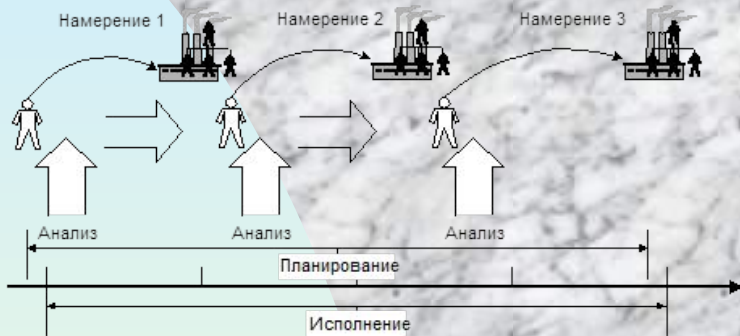 Намерение 1
Намерение 2
Намерение 3
Анализ
Анализ
Анализ
Планирование
Исполнение